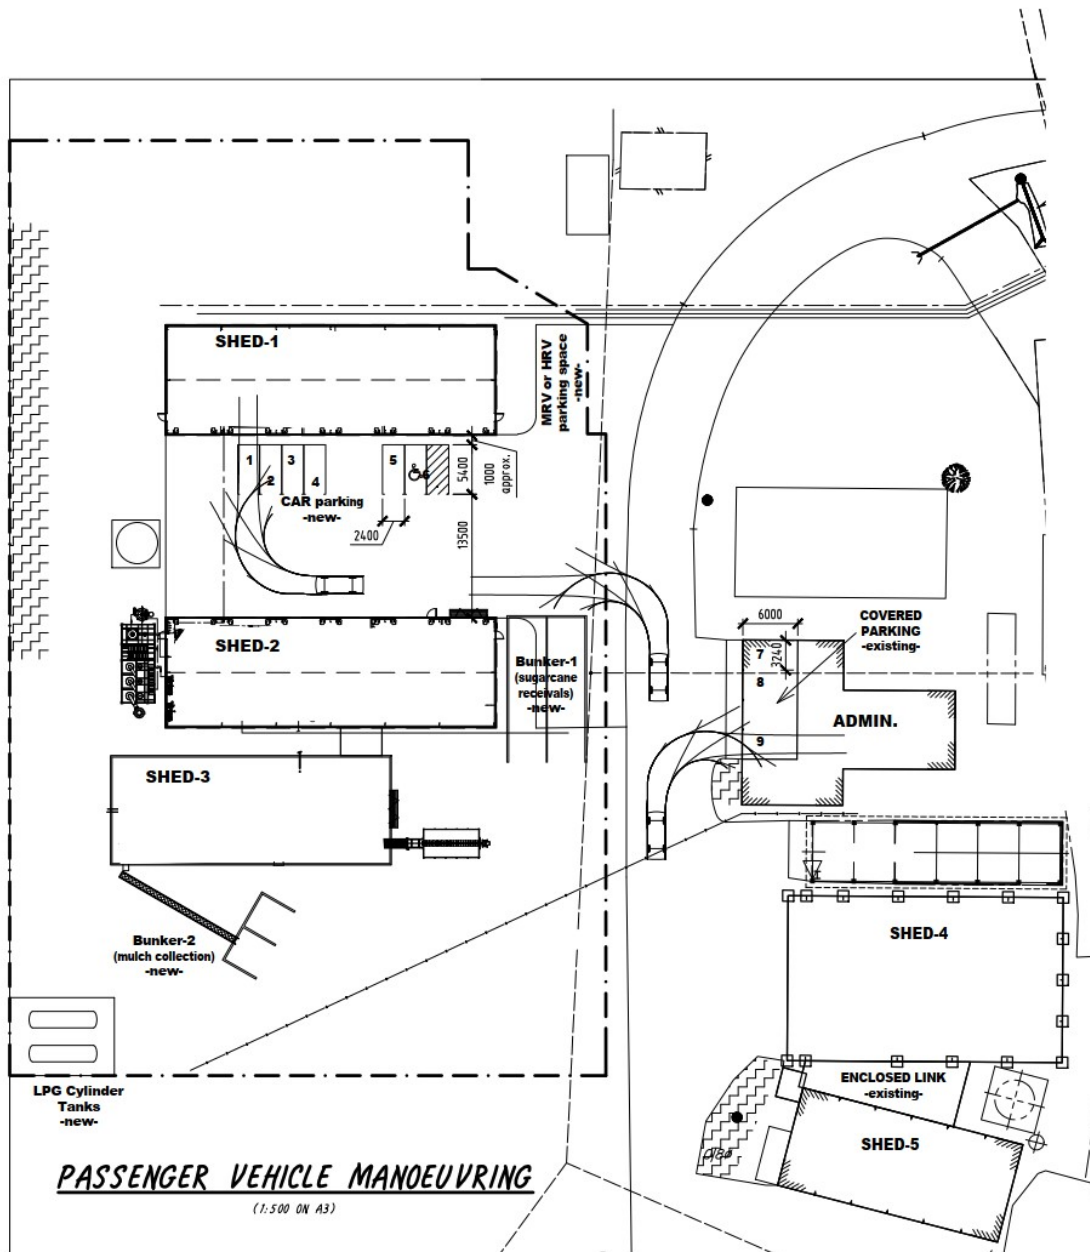 SHED-1
MRV or HRV
parking space
-new-
1
2
3
4
5
6
5400
1000
approx.
CAR parking
-new-
2400
13500
SHED-2
Bunker-1
(sugarcane
receivals)
-new-
6000
3240
COVERED
PARKING
-existing-
7
8
9
ADMIN.
SHED-3
Bunker-2
(mulch collection)
-new-
SHED-4
LPG Cylinder
Tanks
-new-
ENCLOSED LINK
-existing-
SHED-5
PASSENGER VEHICLE MANOEUVRING
(1:500 ON A3)